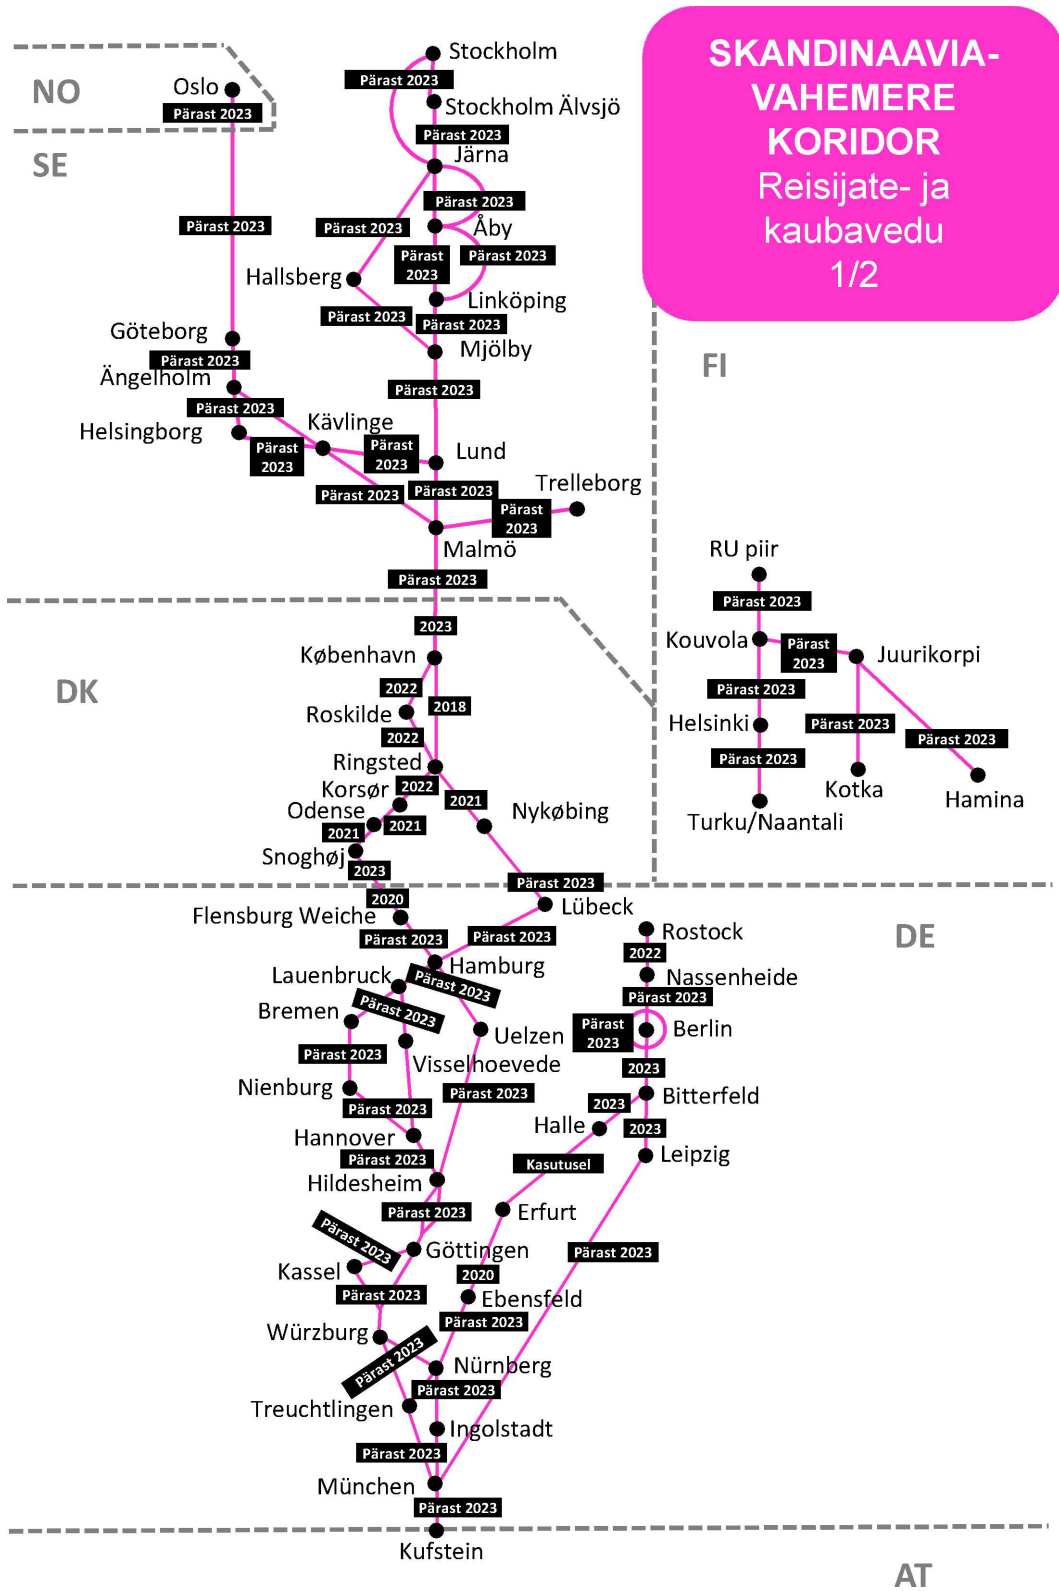 SKANDINAAVIA-
VAHEMERE
KORIDOR
Reisijate- ja
kaubavedu
1/2
NO
Oslo
Pärast 2023
SE
Pärast 2023
Göteborg
Pärast 2023
Ängelholm
Pärast 2023
Helsingborg
Pärast
2023
Kävlinge
Pärast
2023
Pärast 2023
Stockholm
Pärast 2023
Stockholm Älvsjö
Pärast 2023
Järna
Pärast 2023
Pärast 2023
Åby
Pärast
2023
Pärast 2023
Hallsberg
Linköping
Pärast 2023
Pärast 2023
Mjölby
Pärast 2023
Lund
Pärast 2023
Trelleborg
Pärast
2023
Malmö
Pärast 2023
FI
RU piir
Pärast 2023
Kouvola
Pärast
2023
Juurikorpi
Pärast 2023
Helsinki
Pärast 2023
Pärast 2023
Pärast 2023
Kotka
Hamina
Turku/Naantali
DK
2023
København
2022
2018
Roskilde
2022
Ringsted
2022
Korsør
2021
Odense
2021
2021
Nykøbing
Snoghøj
2023
Pärast 2023
2020
Flensburg Weiche
Lübeck
Pärast 2023
Pärast 2023
DE
Hamburg
Lauenbruck
Pärast 2023
Pärast 2023
Bremen
Uelzen
Pärast 2023
Visselhoevede
Nienburg
Pärast 2023
Pärast 2023
Hannover
Pärast 2023
Hildesheim
Pärast 2023
Pärast 2023
Göttingen
Kassel
Pärast 2023
Würzburg
Pärast 2023
Rostock
2022
Nassenheide
Pärast 2023
Pärast
2023
Berlin
2023
Bitterfeld
2023
Halle
2023
Leipzig
Kasutusel
Erfurt
Pärast 2023
2020
Ebensfeld
Pärast 2023
Nürnberg
Pärast 2023
Treuchtlingen
Ingolstadt
Pärast 2023
München
Pärast 2023
Kufstein
AT